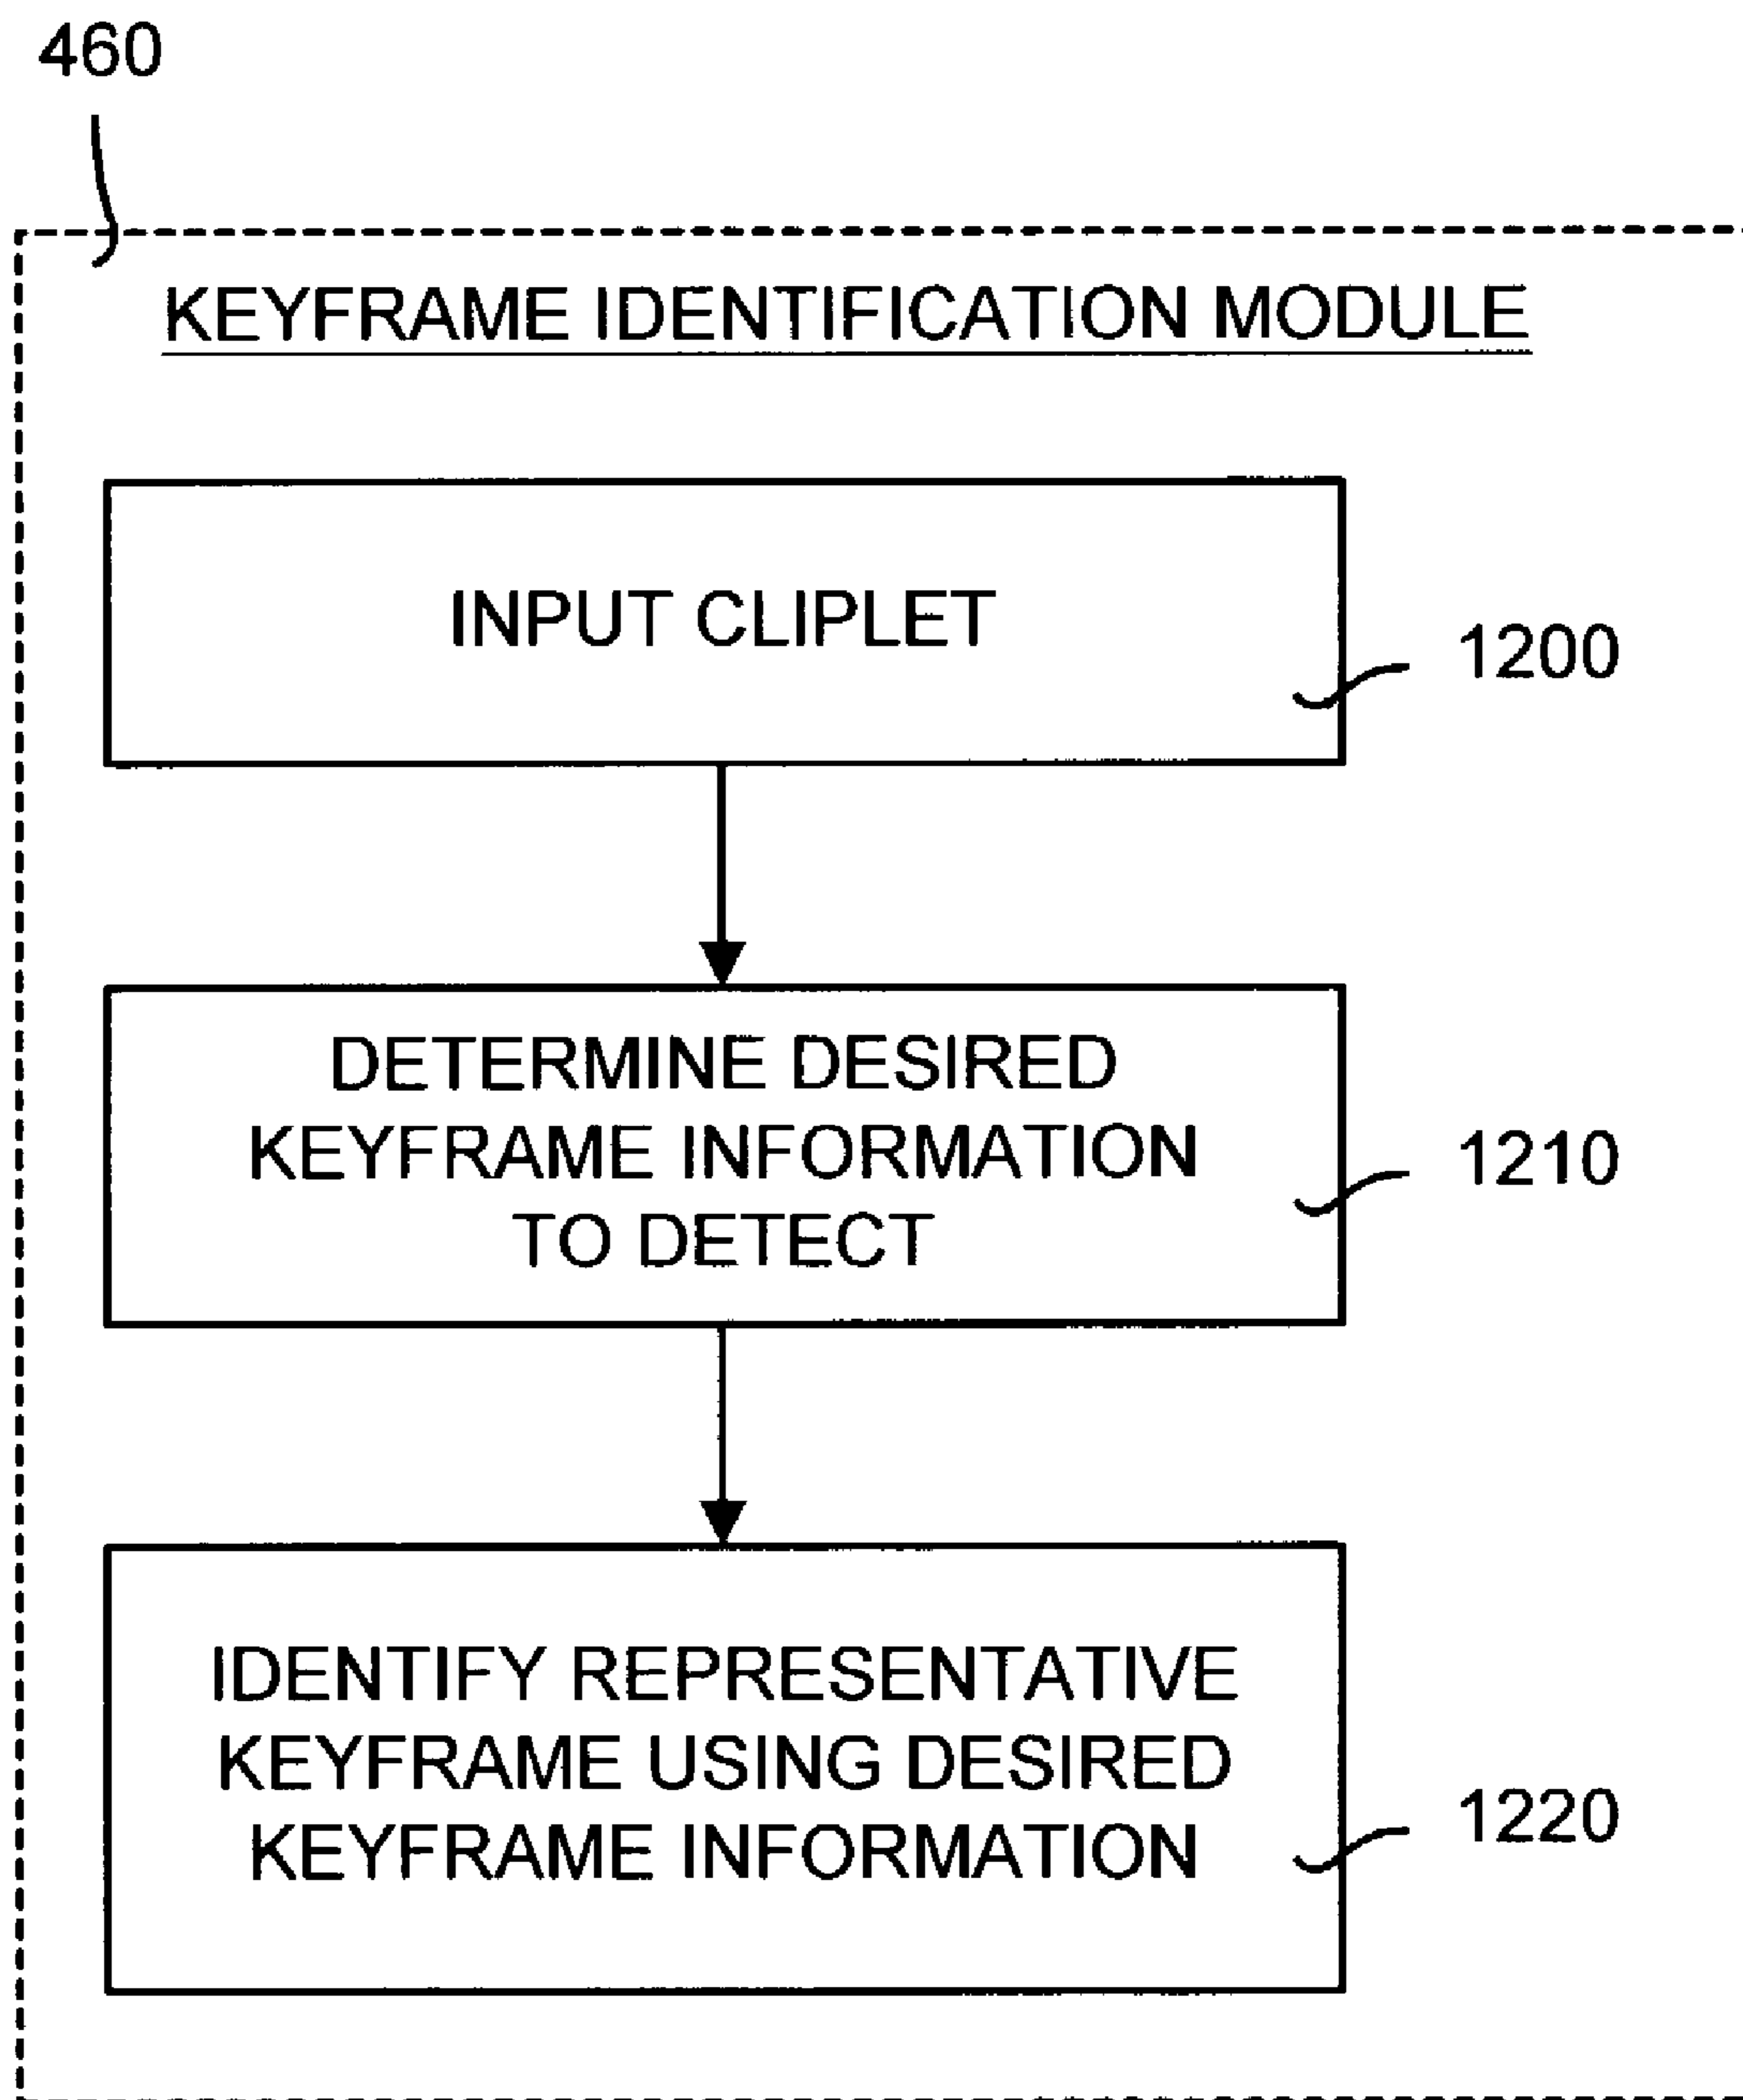 460
KEYFRAME IDENTIFICATION MODULE
INPUT CLIPLET
1200
DETERMINE DESIRED
KEYFRAME INFORMATION
TO DETECT
1210
IDENTIFY REPRESENTATIVE
KEYFRAME USING DESIRED
KEYFRAME INFORMATION
1220